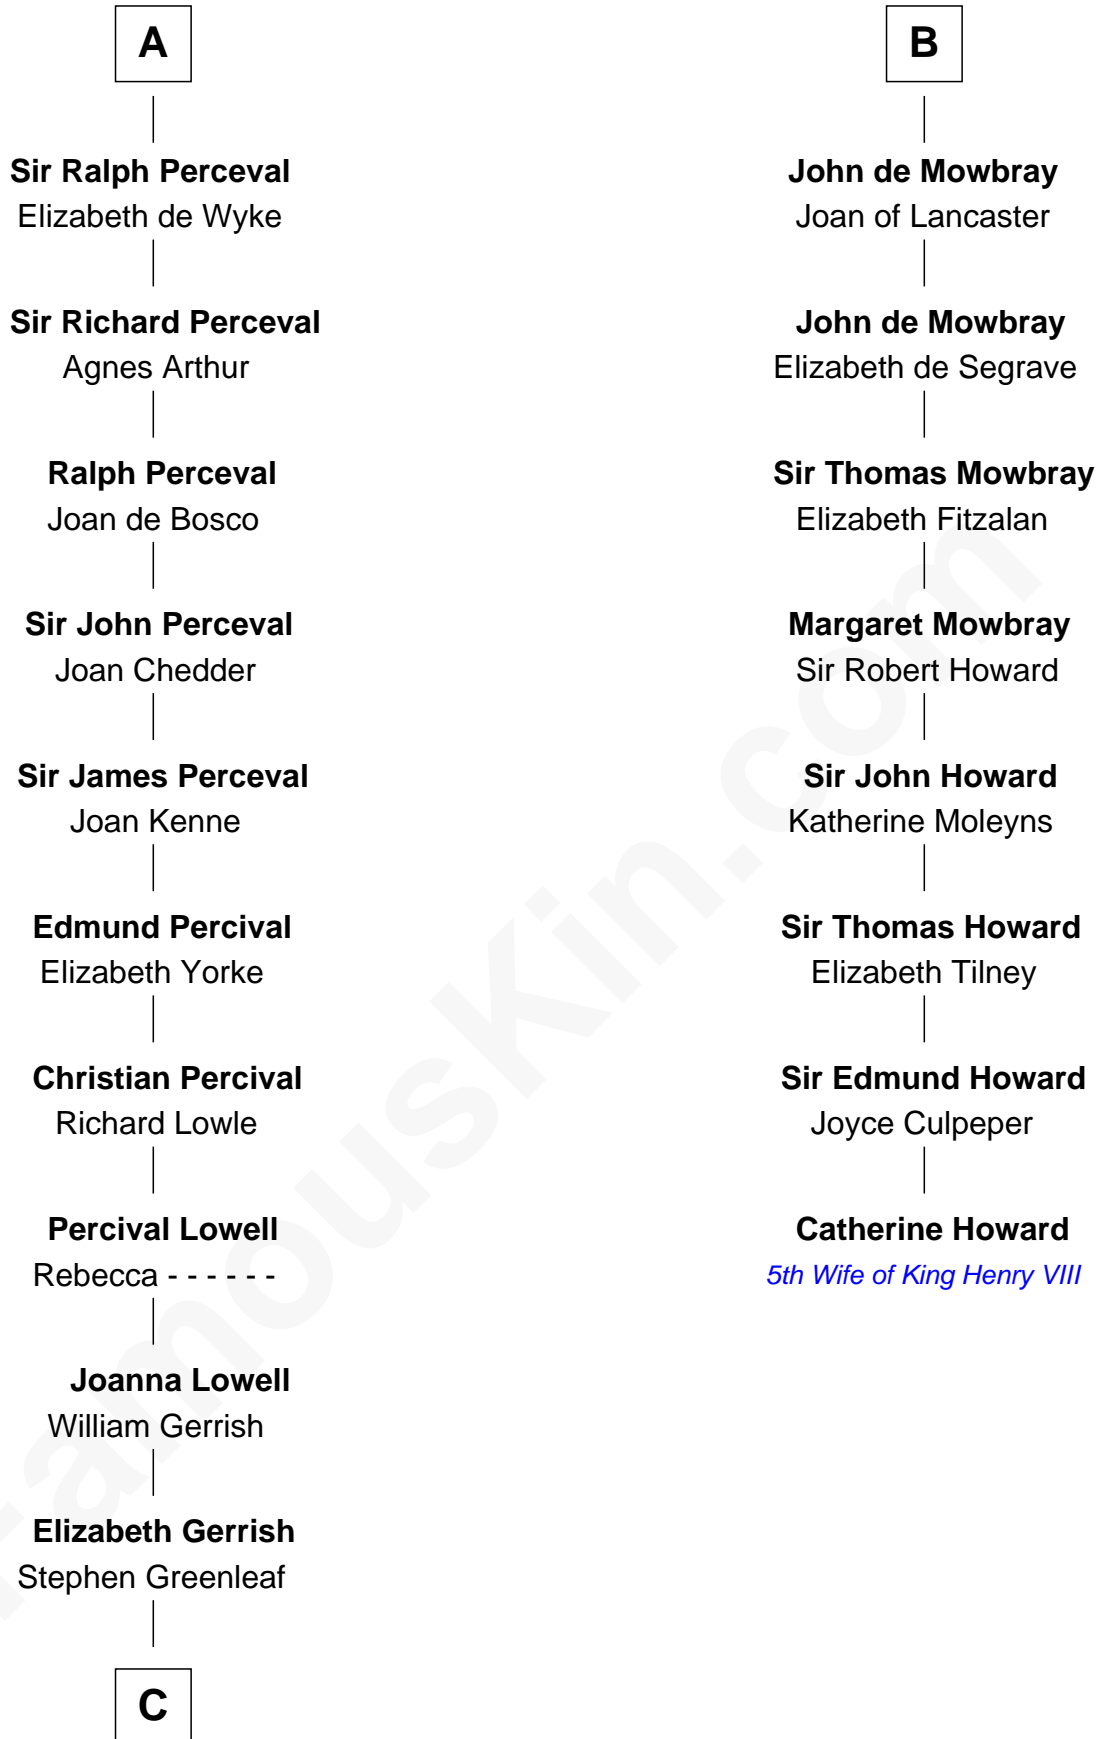 A
Sir Ralph Perceval
Elizabeth de Wyke
Sir Richard Perceval
Agnes Arthur
Ralph Perceval
Joan de Bosco
Sir John Perceval
Joan Chedder
Sir James Perceval
Joan Kenne
Edmund Percival
Elizabeth Yorke
Christian Percival
Richard Lowle
Percival Lowell
Rebecca - - - - - -
Joanna Lowell
William Gerrish
Elizabeth Gerrish
Stephen Greenleaf
C
B
John de Mowbray
Joan of Lancaster
John de Mowbray
Elizabeth de Segrave
Sir Thomas Mowbray
Elizabeth Fitzalan
Margaret Mowbray
Sir Robert Howard
Sir John Howard
Katherine Moleyns
Sir Thomas Howard
Elizabeth Tilney
Sir Edmund Howard
Joyce Culpeper
Catherine Howard
5th Wife of King Henry VIII
FamousKin.com